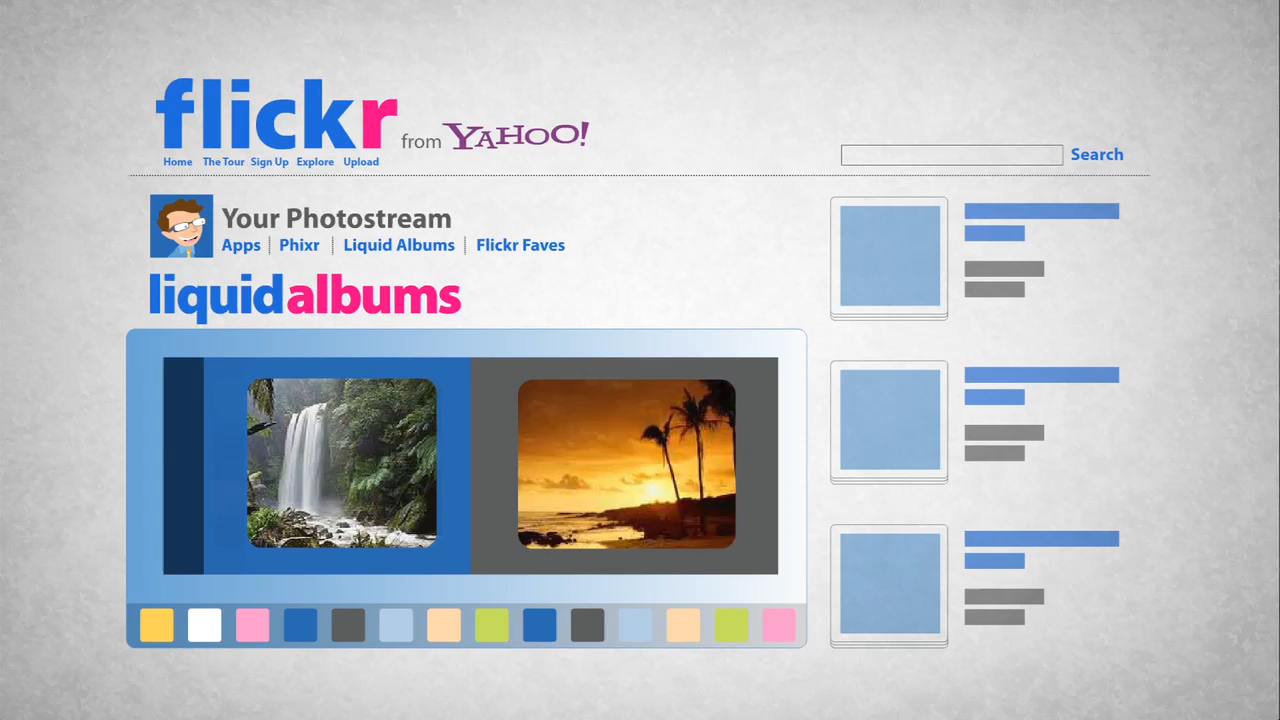 flickr from YAHOO!
Home The Tour Sign Up Explore Upload
Search
Your Photostream
Apps Phixr Liquid Albums Flickr Faves
liquidalbums